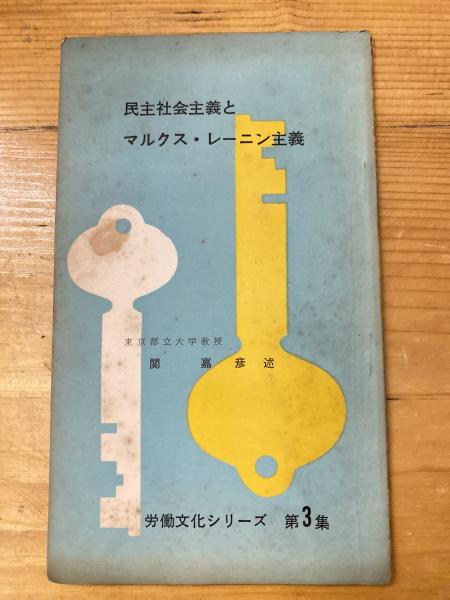 民主社会主義と
マルクス・レーニン主義
東京都立大学教授
関嘉彦述
労働文化シリーズ 第3集